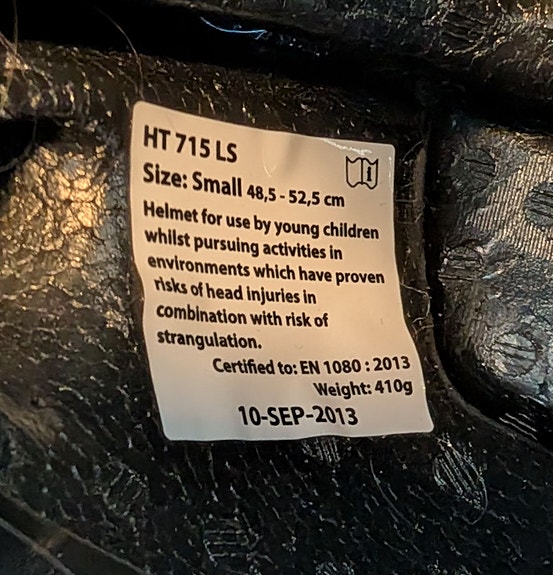 HT 715 LS
Size: Small 48,5 - 52,5 cm
Helmet for use by young children
whilst pursuing activities in
environments which have proven
risks of head injuries in
combination with risk of
strangulation.
Certified to: EN 1080 : 2013
Weight: 410g
10-SEP-2013